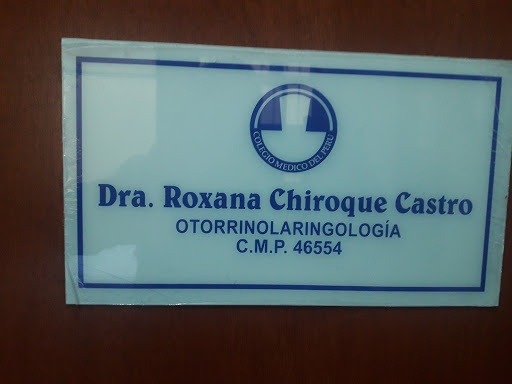 COLEGIO MEDICO DEL PERU
Dra. Roxana Chiroque Castro
OTORRINOLARINGOLOGÍA
C.M.P. 46554